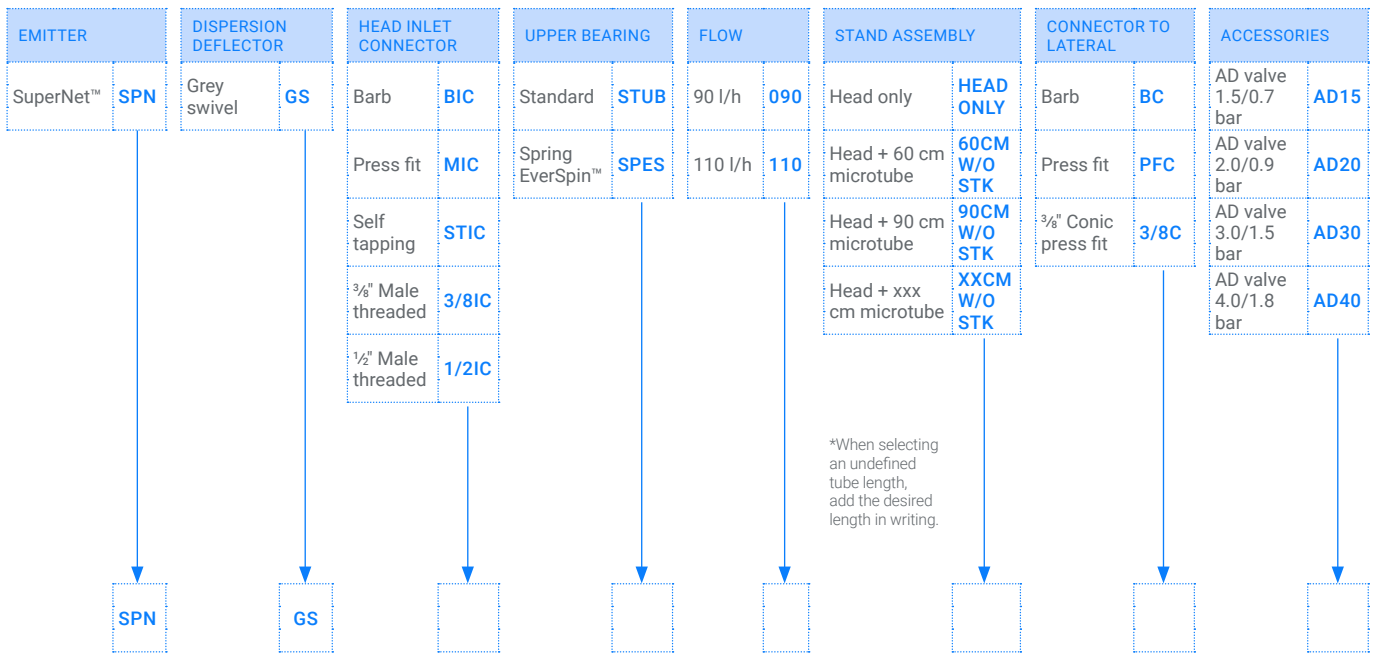 EMITTER
SuperNet™
SPN
DISPERSION
DEFLECTOR
Grey
swivel
GS
HEAD INLET
CONNECTOR
Barb
BIC
Press fit
MIC
Self
tapping
STIC
⅜" Male
threaded
3/8IC
½" Male
threaded
1/2IC
UPPER BEARING
Standard
STUB
Spring
EverSpin™
SPES
FLOW
90 l/h
090
110 l/h
110
STAND ASSEMBLY
Head only
HEAD
ONLY
Head + 60 cm
microtube
60CM
W/O
STK
Head + 90 cm
microtube
90CM
W/O
STK
Head + xxx
cm microtube
XXCM
W/O
STK
*When selecting
an undefined
tube length,
add the desired
length in writing.
CONNECTOR TO
LATERAL
Barb
BC
Press fit
PFC
⅜" Conic
press fit
3/8C
ACCESSORIES
AD valve
1.5/0.7
bar
AD15
AD valve
2.0/0.9
bar
AD20
AD valve
3.0/1.5
bar
AD30
AD valve
4.0/1.8
bar
AD40
SPN
GS